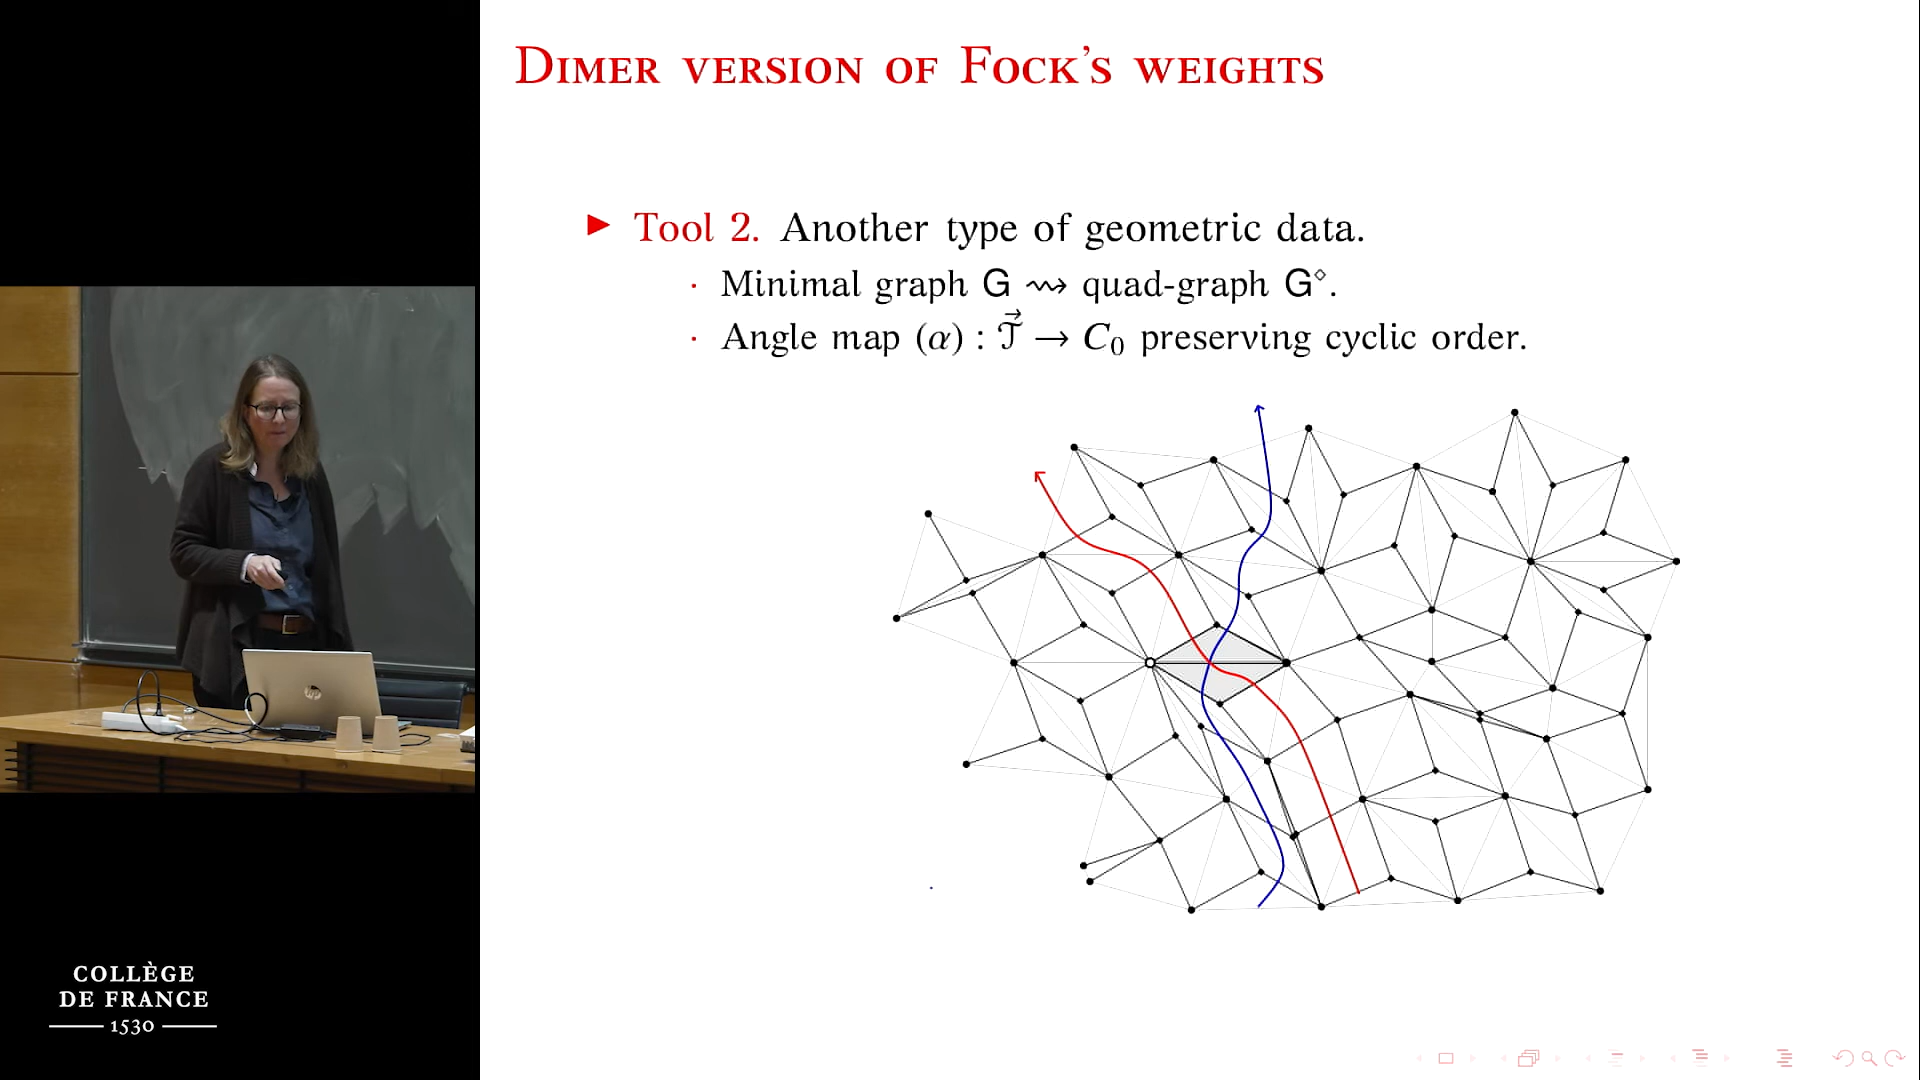 Dimer version of Fock's weights
▶ Tool 2. Another type of geometric data.
· Minimal graph G ⇝ quad-graph G⋄.
· Angle map (α) : 𝒯⃗ → C₀ preserving cyclic order.
hp
COLLÈGE
DE FRANCE
1530